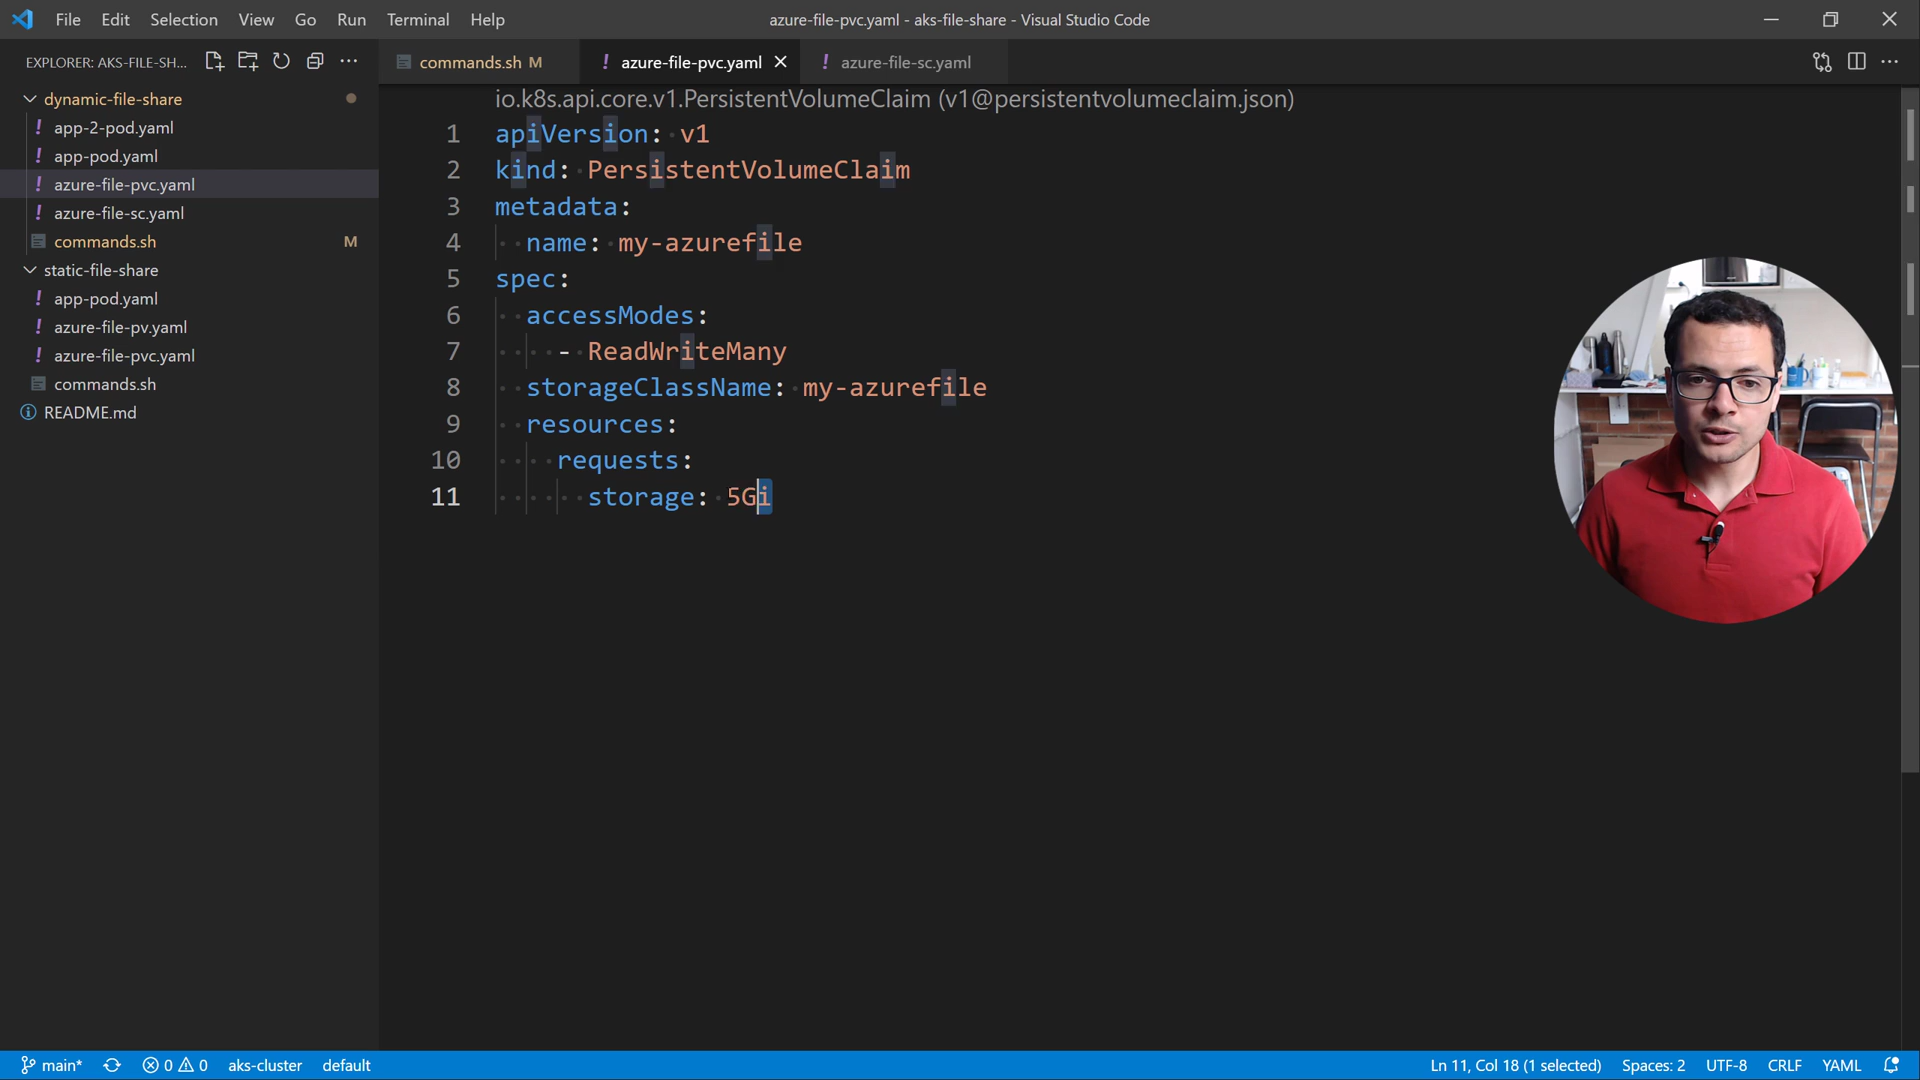 File Edit Selection View Go Run Terminal Help
azure-file-pvc.yaml - aks-file-share - Visual Studio Code
EXPLORER: AKS-FILE-SH...
dynamic-file-share
! app-2-pod.yaml
! app-pod.yaml
! azure-file-pvc.yaml
! azure-file-sc.yaml
commands.sh M
static-file-share
! app-pod.yaml
! azure-file-pv.yaml
! azure-file-pvc.yaml
commands.sh
README.md
commands.sh M
! azure-file-pvc.yaml
! azure-file-sc.yaml
io.k8s.api.core.v1.PersistentVolumeClaim (v1@persistentvolumeclaim.json)
1 apiVersion: v1
2 kind: PersistentVolumeClaim
3 metadata:
4 name: my-azurefile
5 spec:
6 accessModes:
7 - ReadWriteMany
8 storageClassName: my-azurefile
9 resources:
10 requests:
11 storage: 5Gi
main* 0 0 aks-cluster default
Ln 11, Col 18 (1 selected) Spaces: 2 UTF-8 CRLF YAML